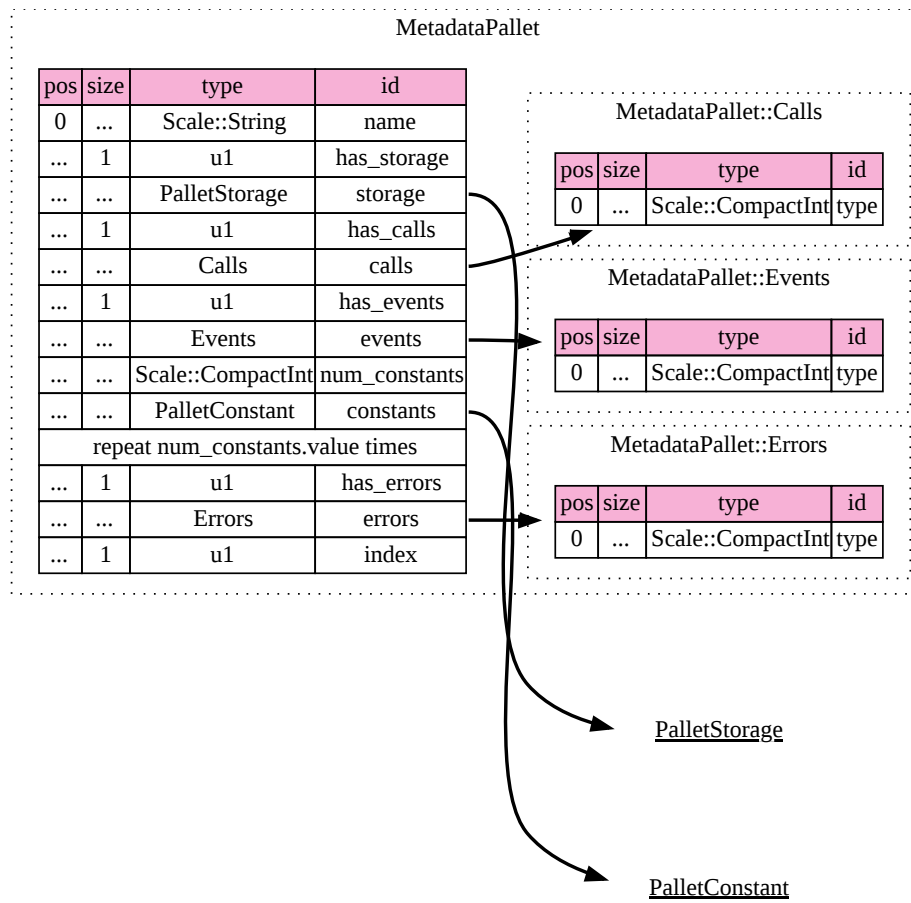 MetadataPallet
pos size type id
0 ... Scale::String name
... 1 u1 has_storage
... ... PalletStorage storage
... 1 u1 has_calls
... ... Calls calls
... 1 u1 has_events
... ... Events events
... ... Scale::CompactInt num_constants
... ... PalletConstant constants
repeat num_constants.value times
... 1 u1 has_errors
... ... Errors errors
... 1 u1 index
MetadataPallet::Calls
pos size type id
0 ... Scale::CompactInt type
MetadataPallet::Events
pos size type id
0 ... Scale::CompactInt type
MetadataPallet::Errors
pos size type id
0 ... Scale::CompactInt type
PalletStorage
PalletConstant